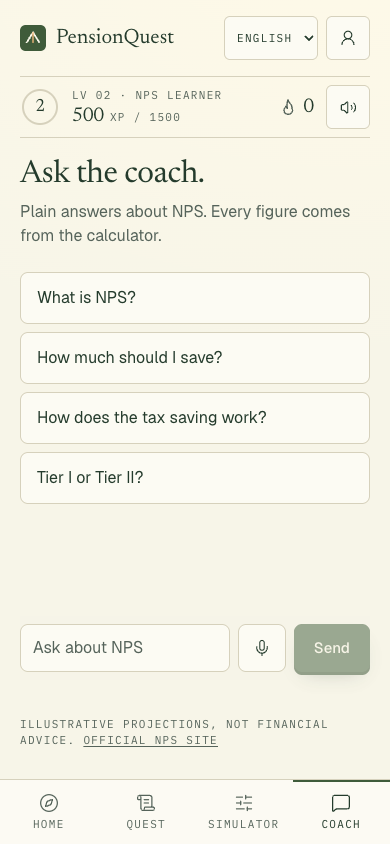 PensionQuest
ENGLISH
2
LV 02 · NPS LEARNER
500 XP / 1500
0
Ask the coach.
Plain answers about NPS. Every figure comes
from the calculator.
What is NPS?
How much should I save?
How does the tax saving work?
Tier I or Tier II?
Ask about NPS
Send
ILLUSTRATIVE PROJECTIONS, NOT FINANCIAL
ADVICE. OFFICIAL NPS SITE
HOME
QUEST
SIMULATOR
COACH